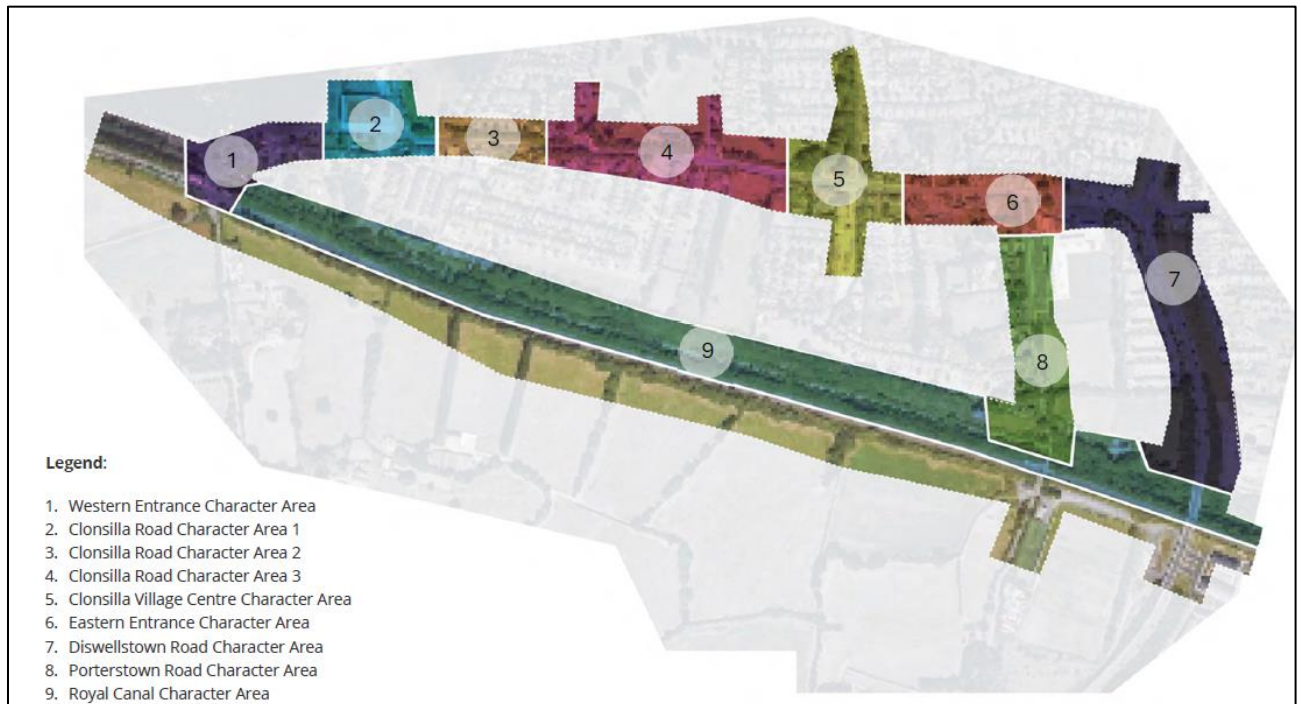 1
2
3
4
5
6
7
8
9
Legend:
1. Western Entrance Character Area
2. Clonsilla Road Character Area 1
3. Clonsilla Road Character Area 2
4. Clonsilla Road Character Area 3
5. Clonsilla Village Centre Character Area
6. Eastern Entrance Character Area
7. Diswellstown Road Character Area
8. Porterstown Road Character Area
9. Royal Canal Character Area